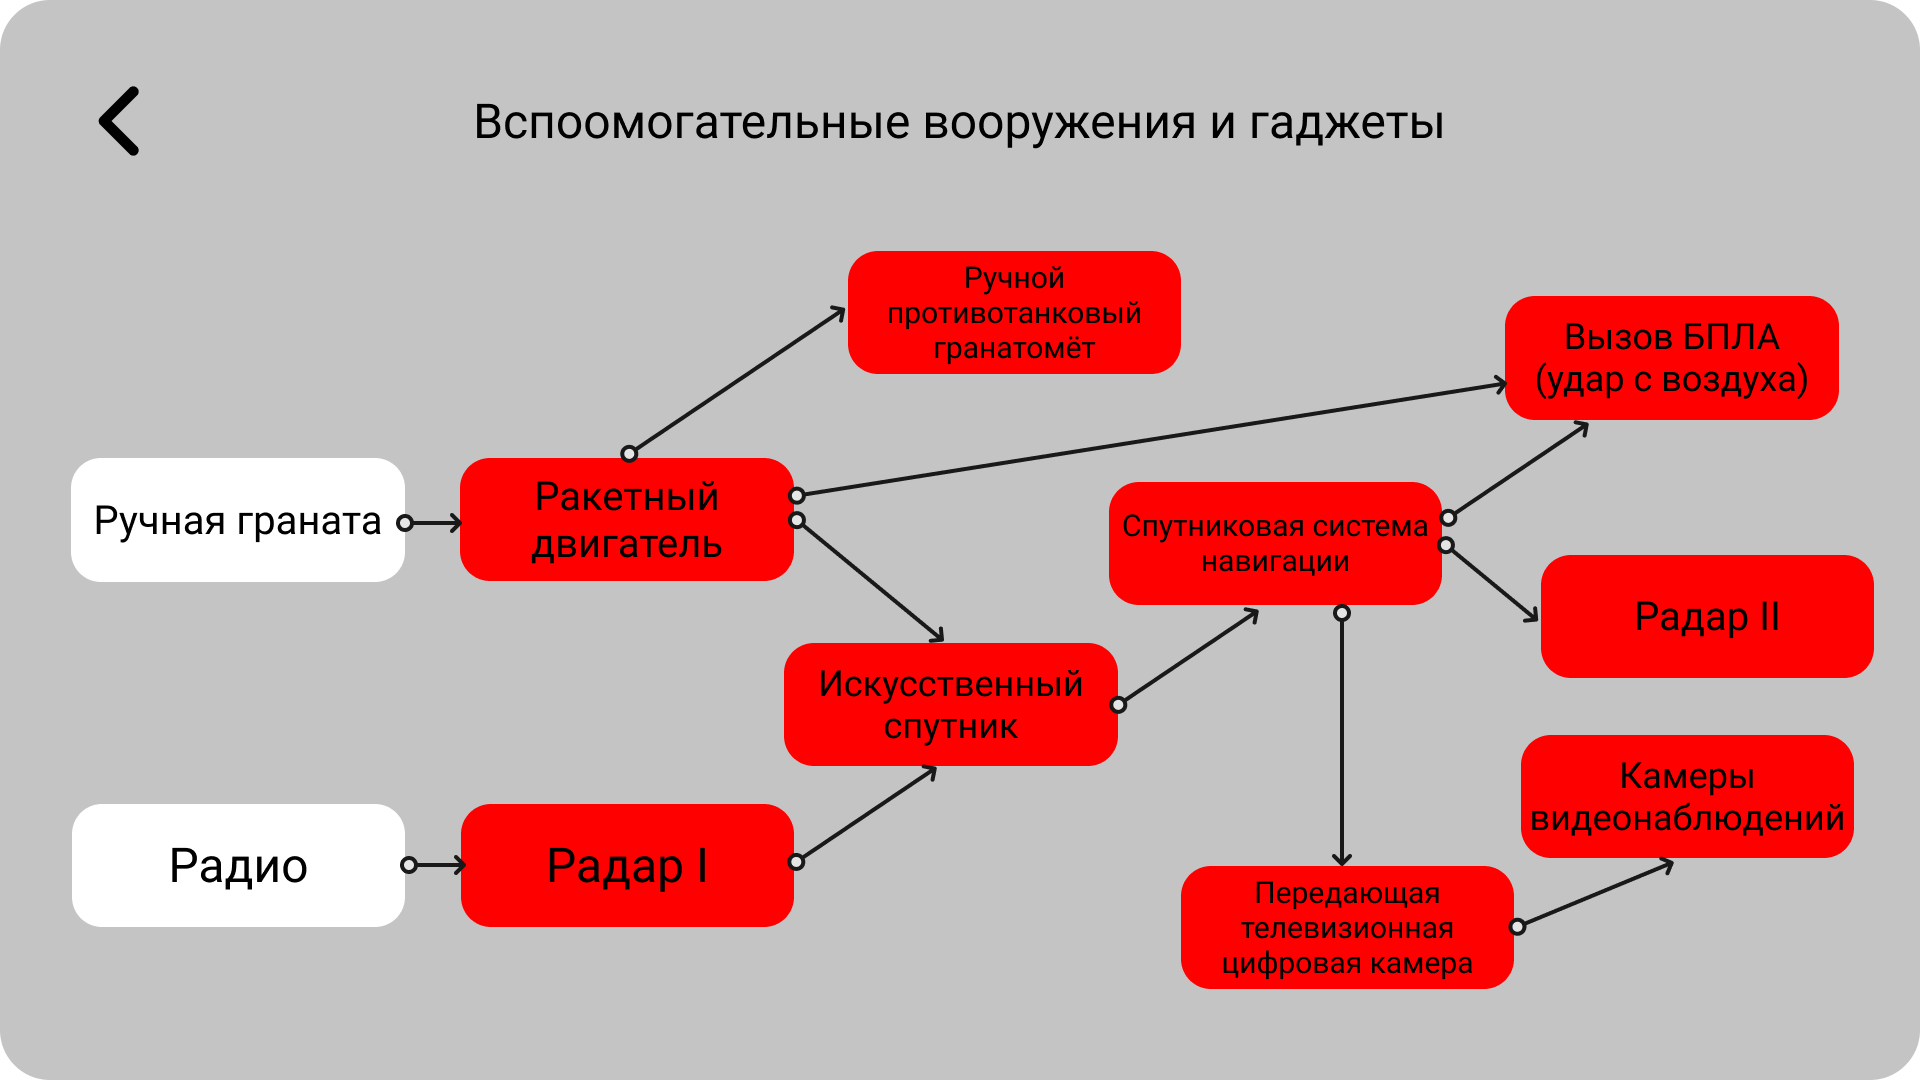 Вспоомогательные вооружения и гаджеты
Ручной
противотанковый
гранатомёт
Вызов БПЛА
(удар с воздуха)
Ручная граната
Ракетный
двигатель
Спутниковая система
навигации
Радар II
Искусственный
спутник
Камеры
видеонаблюдений
Радио
Радар I
Передающая
телевизионная
цифровая камера